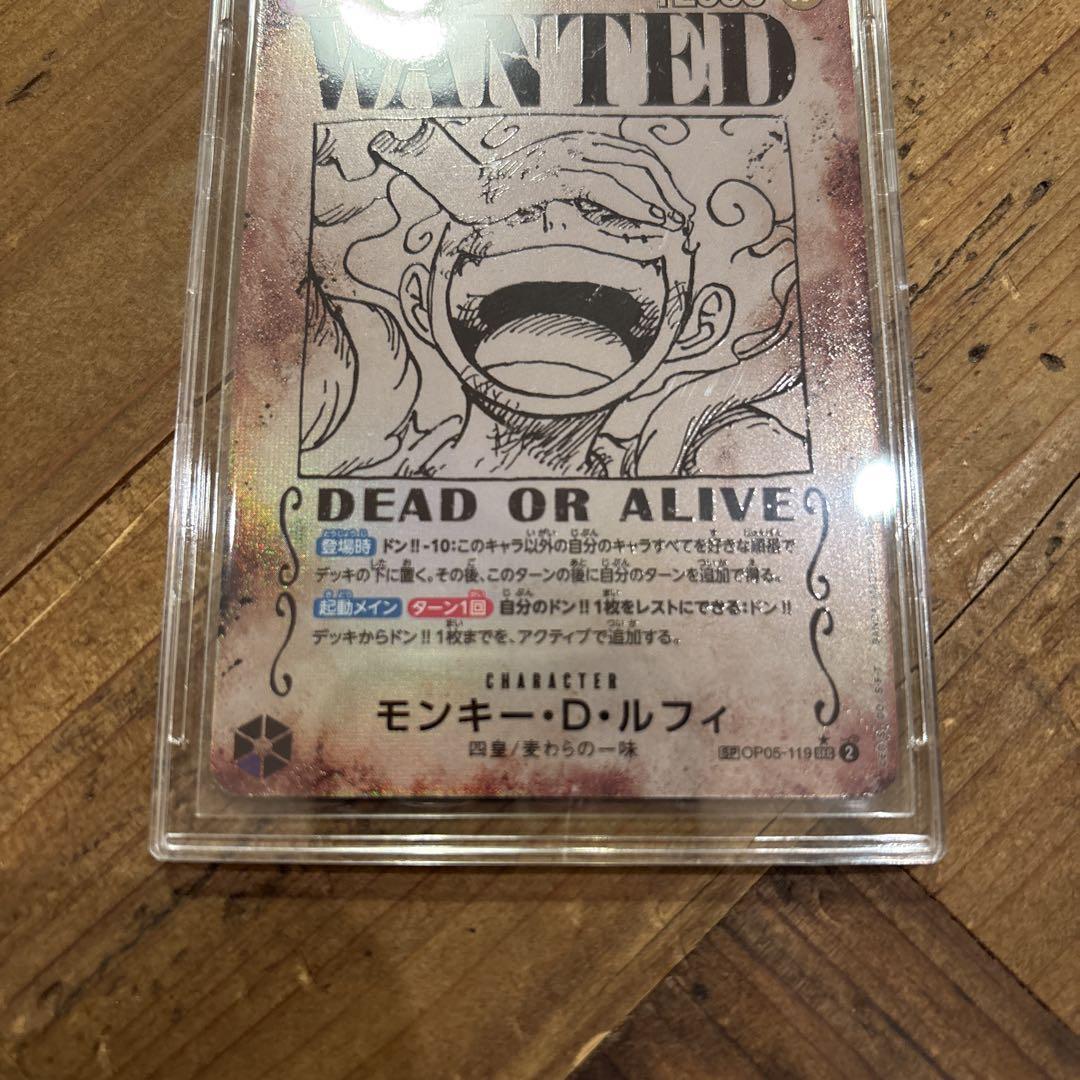 12000
WANTED
DEAD OR ALIVE
登場時 ドン!!-10:このキャラ以外の自分のキャラすべてを好きな順番で
デッキの下に置く。その後、このターンの後に自分のターンを追加で得る。
起動メイン ターン1回 自分のドン!!1枚をレストにできる:ドン!!
デッキからドン!!1枚までを、アクティブで追加する。
CHARACTER
モンキー・D・ルフィ
四皇/麦わらの一味
SP OP05-119 SEC 2